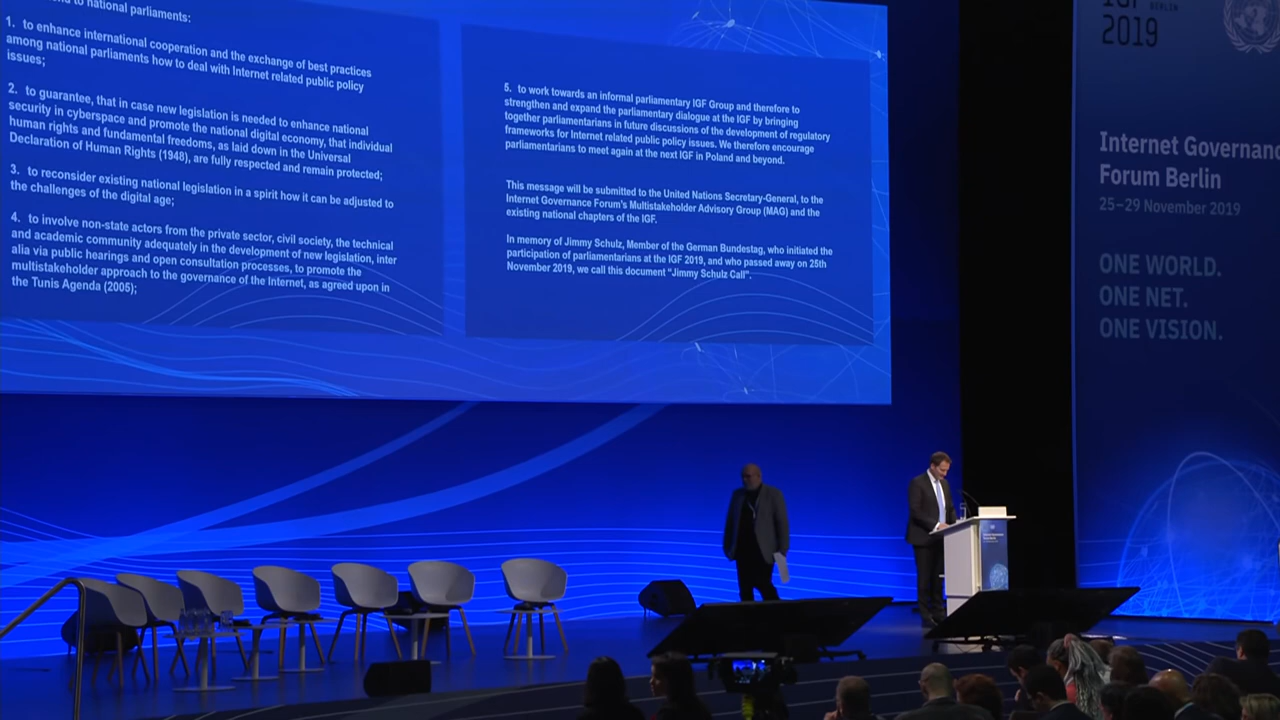 to national parliaments:
1. to enhance international cooperation and the exchange of best practices
among national parliaments how to deal with Internet related public policy
issues;
2. to guarantee, that in case new legislation is needed to enhance national
security in cyberspace and promote the national digital economy, that individual
human rights and fundamental freedoms, as laid down in the Universal
Declaration of Human Rights (1948), are fully respected and remain protected;
3. to reconsider existing national legislation in a spirit how it can be adjusted to
the challenges of the digital age;
4. to involve non-state actors from the private sector, civil society, the technical
and academic community adequately in the development of new legislation, inter
alia via public hearings and open consultation processes, to promote the
multistakeholder approach to the governance of the Internet, as agreed upon in
the Tunis Agenda (2005);
5. to work towards an informal parliamentary IGF Group and therefore to
strengthen and expand the parliamentary dialogue at the IGF by bringing
together parliamentarians in future discussions of the development of regulatory
frameworks for Internet related public policy issues. We therefore encourage
parliamentarians to meet again at the next IGF in Poland and beyond.
This message will be submitted to the United Nations Secretary-General, to the
Internet Governance Forum's Multistakeholder Advisory Group (MAG) and the
existing national chapters of the IGF.
In memory of Jimmy Schulz, Member of the German Bundestag, who initiated the
participation of parliamentarians at the IGF 2019, and who passed away on 25th
November 2019, we call this document "Jimmy Schulz Call".
IGF BERLIN
2019
Internet Governanc
Forum Berlin
25–29 November 2019
ONE WORLD.
ONE NET.
ONE VISION.